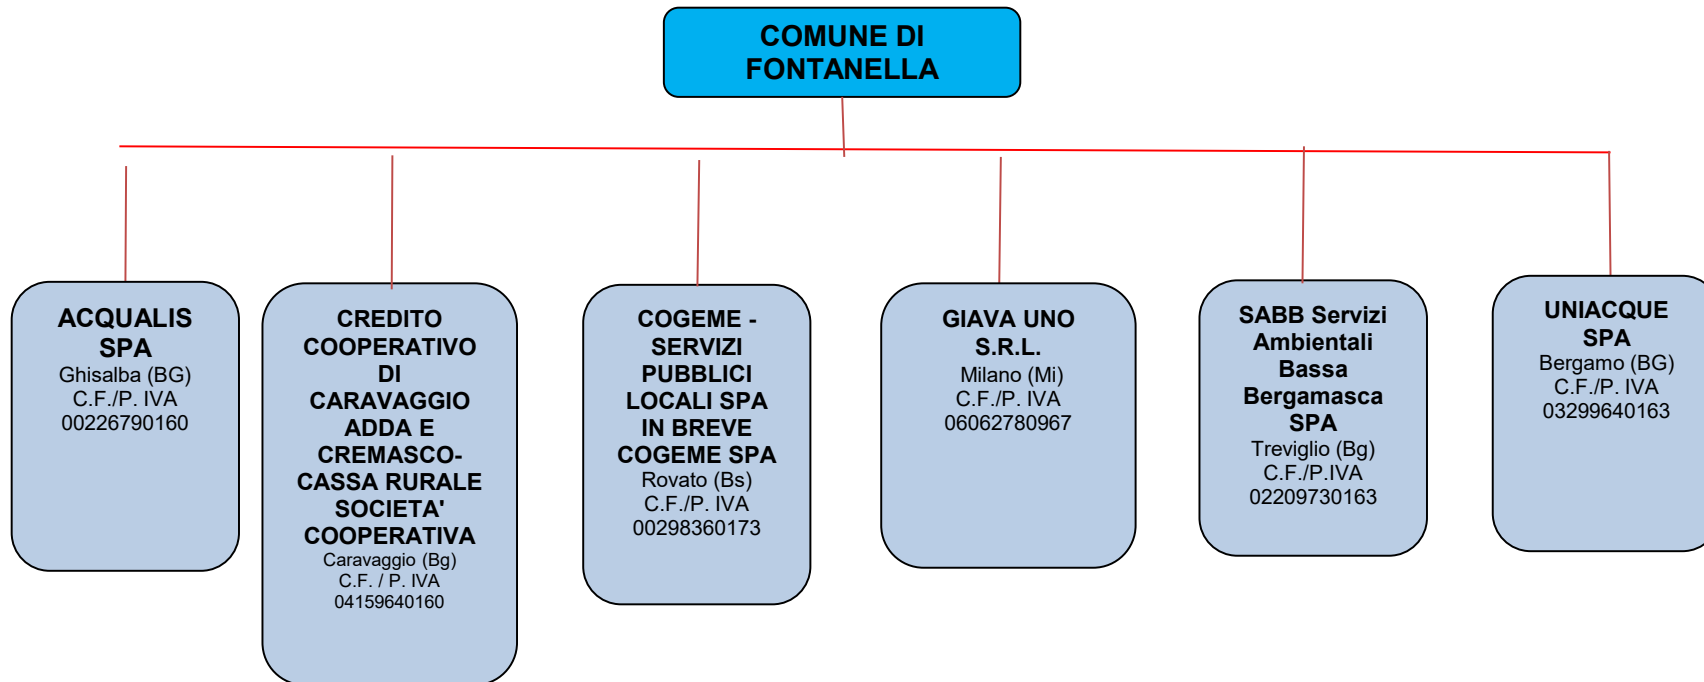 COMUNE DI
FONTANELLA
ACQUALIS
SPA
Ghisalba (BG)
C.F./P. IVA
00226790160
CREDITO
COOPERATIVO
DI
CARAVAGGIO
ADDA E
CREMASCO-
CASSA RURALE
SOCIETA'
COOPERATIVA
Caravaggio (Bg)
C.F. / P. IVA
04159640160
COGEME -
SERVIZI
PUBBLICI
LOCALI SPA
IN BREVE
COGEME SPA
Rovato (Bs)
C.F./P. IVA
00298360173
GIAVA UNO
S.R.L.
Milano (Mi)
C.F./P. IVA
06062780967
SABB Servizi
Ambientali
Bassa
Bergamasca
SPA
Treviglio (Bg)
C.F./P.IVA
02209730163
UNIACQUE
SPA
Bergamo (BG)
C.F./P. IVA
03299640163